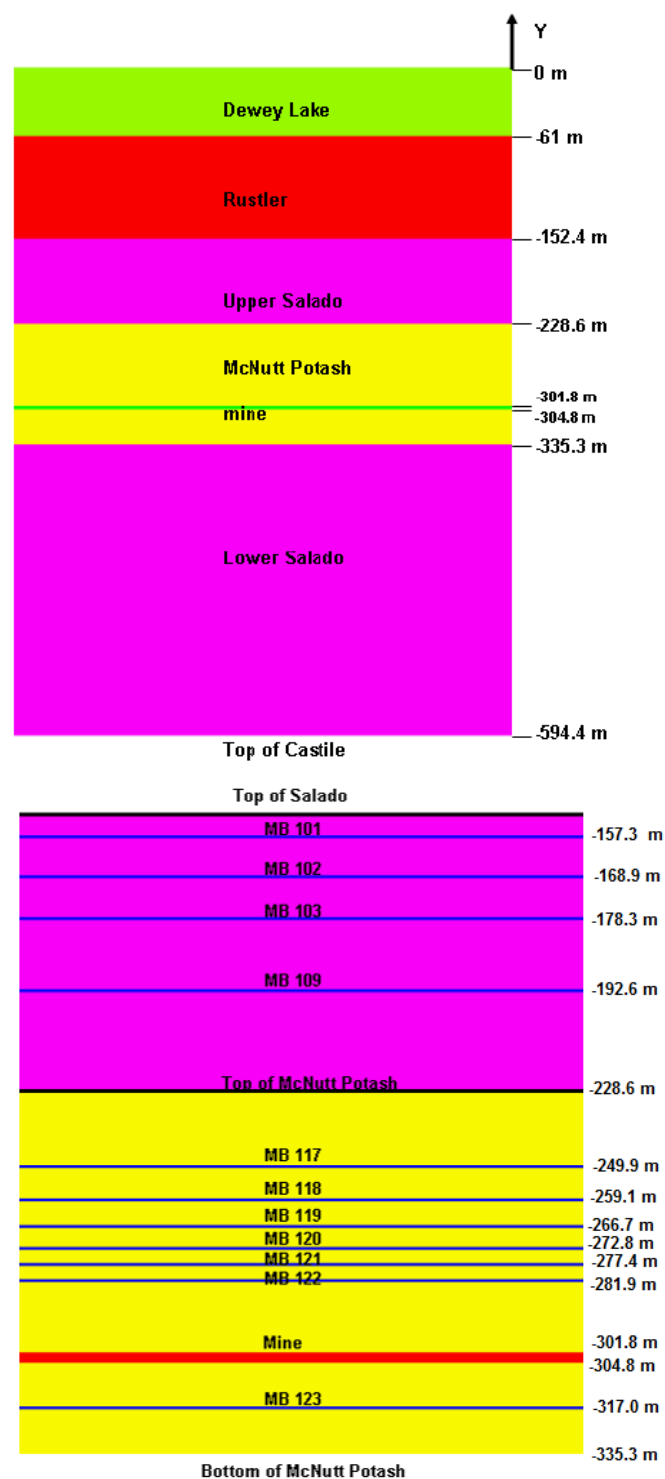 Y
0 m
Dewey Lake
-61 m
Rustler
-152.4 m
Upper Salado
-228.6 m
McNutt Potash
-301.8 m
mine
-304.8 m
-335.3 m
Lower Salado
-594.4 m
Top of Castile
Top of Salado
MB 101
-157.3 m
MB 102
-168.9 m
MB 103
-178.3 m
MB 109
-192.6 m
Top of McNutt Potash
-228.6 m
MB 117
-249.9 m
MB 118
-259.1 m
MB 119
-266.7 m
MB 120
-272.8 m
MB 121
-277.4 m
MB 122
-281.9 m
Mine
-301.8 m
-304.8 m
MB 123
-317.0 m
-335.3 m
Bottom of McNutt Potash